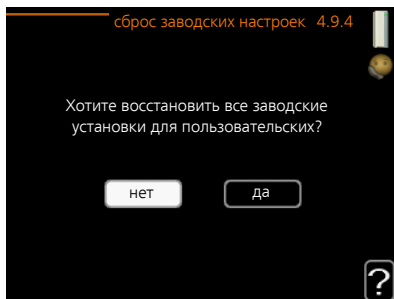 сброс заводских настроек 4.9.4
Хотите восстановить все заводские
установки для пользовательских?
нет
да
?